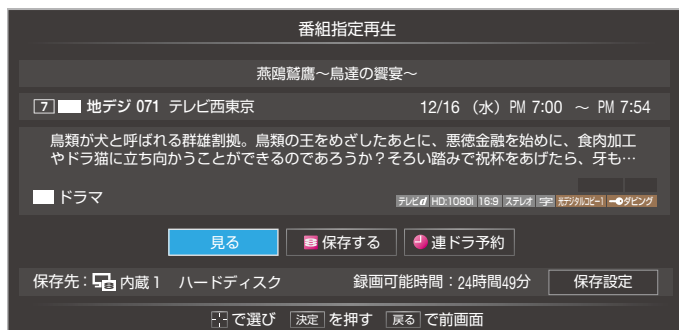 番組指定再生
燕鴎鷲鷹～鳥達の饗宴～
7 地デジ 071 テレビ西東京 12/16 （水） PM 7:00 ～ PM 7:54
鳥類が犬と呼ばれる群雄割拠。鳥類の王をめざしたあとに、悪徳金融を始めに、食肉加工
やドラ猫に立ち向かうことができるのであろうか？そろい踏みで祝杯をあげたら、牙も…
ドラマ テレビd HD:1080i 16:9 ステレオ 字 光デジタルコピー1 ダビング
見る 保存する 連ドラ予約
保存先： 内蔵1 ハードディスク 録画可能時間：24時間49分 保存設定
で選び 決定 を押す 戻る で前画面